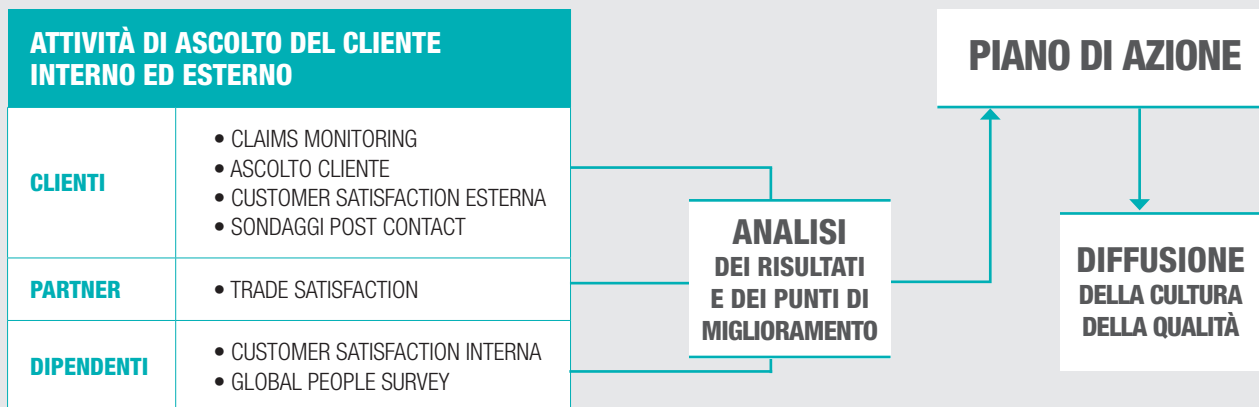 ATTIVITÀ DI ASCOLTO DEL CLIENTE
INTERNO ED ESTERNO
CLIENTI
• CLAIMS MONITORING
• ASCOLTO CLIENTE
• CUSTOMER SATISFACTION ESTERNA
• SONDAGGI POST CONTACT
PARTNER
• TRADE SATISFACTION
DIPENDENTI
• CUSTOMER SATISFACTION INTERNA
• GLOBAL PEOPLE SURVEY
ANALISI
DEI RISULTATI
E DEI PUNTI DI
MIGLIORAMENTO
PIANO DI AZIONE
DIFFUSIONE
DELLA CULTURA
DELLA QUALITÀ